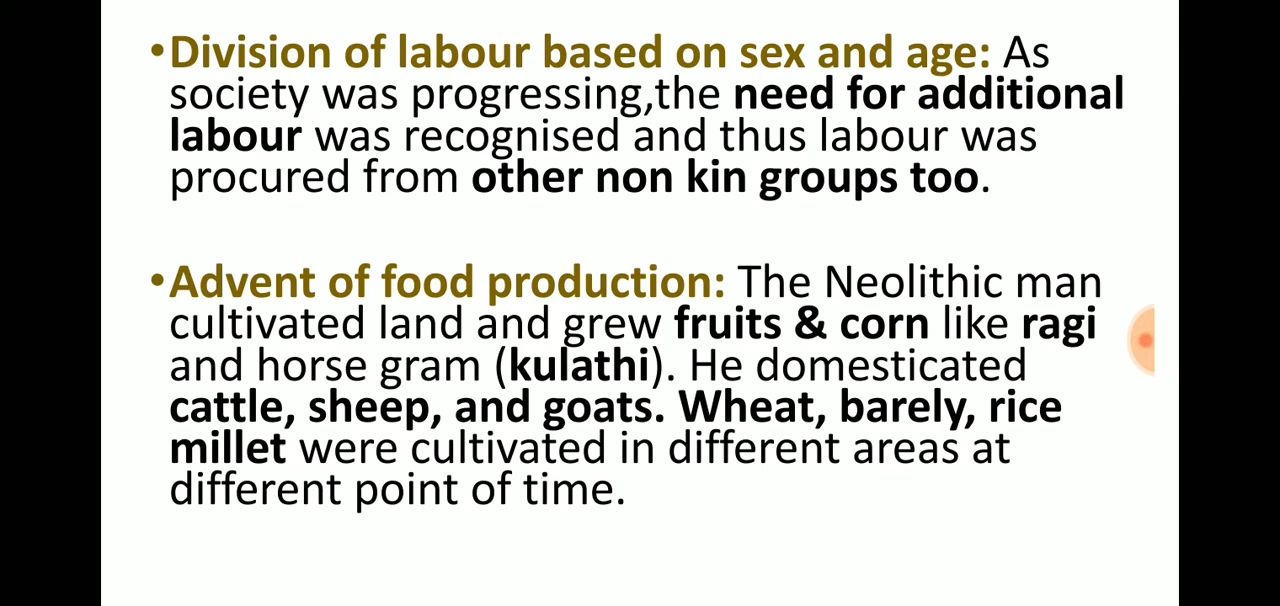 •Division of labour based on sex and age: As
society was progressing,the need for additional
labour was recognised and thus labour was
procured from other non kin groups too.
•Advent of food production: The Neolithic man
cultivated land and grew fruits & corn like ragi
and horse gram (kulathi). He domesticated
cattle, sheep, and goats. Wheat, barely, rice
millet were cultivated in different areas at
different point of time.